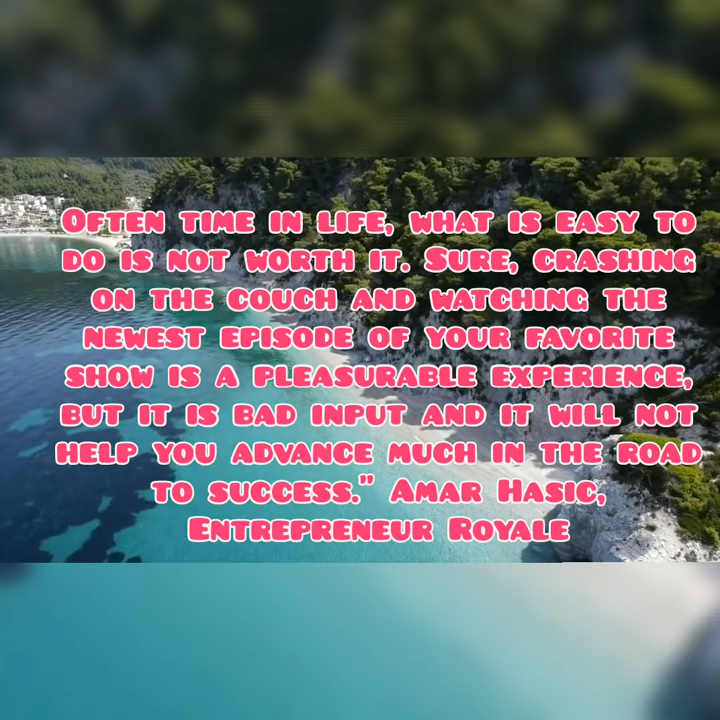 Often time in life, what is easy to
do is not worth it. Sure, crashing
on the couch and watching the
newest episode of your favorite
show is a pleasurable experience,
but it is bad input and it will not
help you advance much in the road
to success.” Amar Hasic,
Entrepreneur Royale